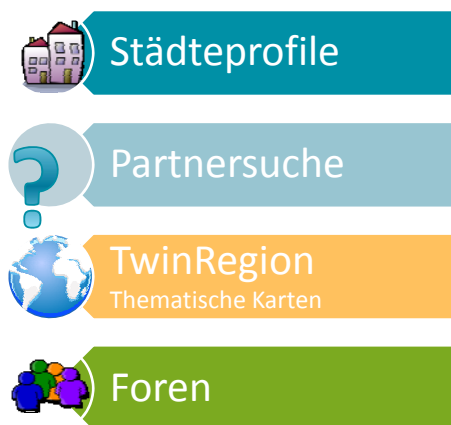 Städteprofile
Partnersuche
TwinRegion
Thematische Karten
Foren